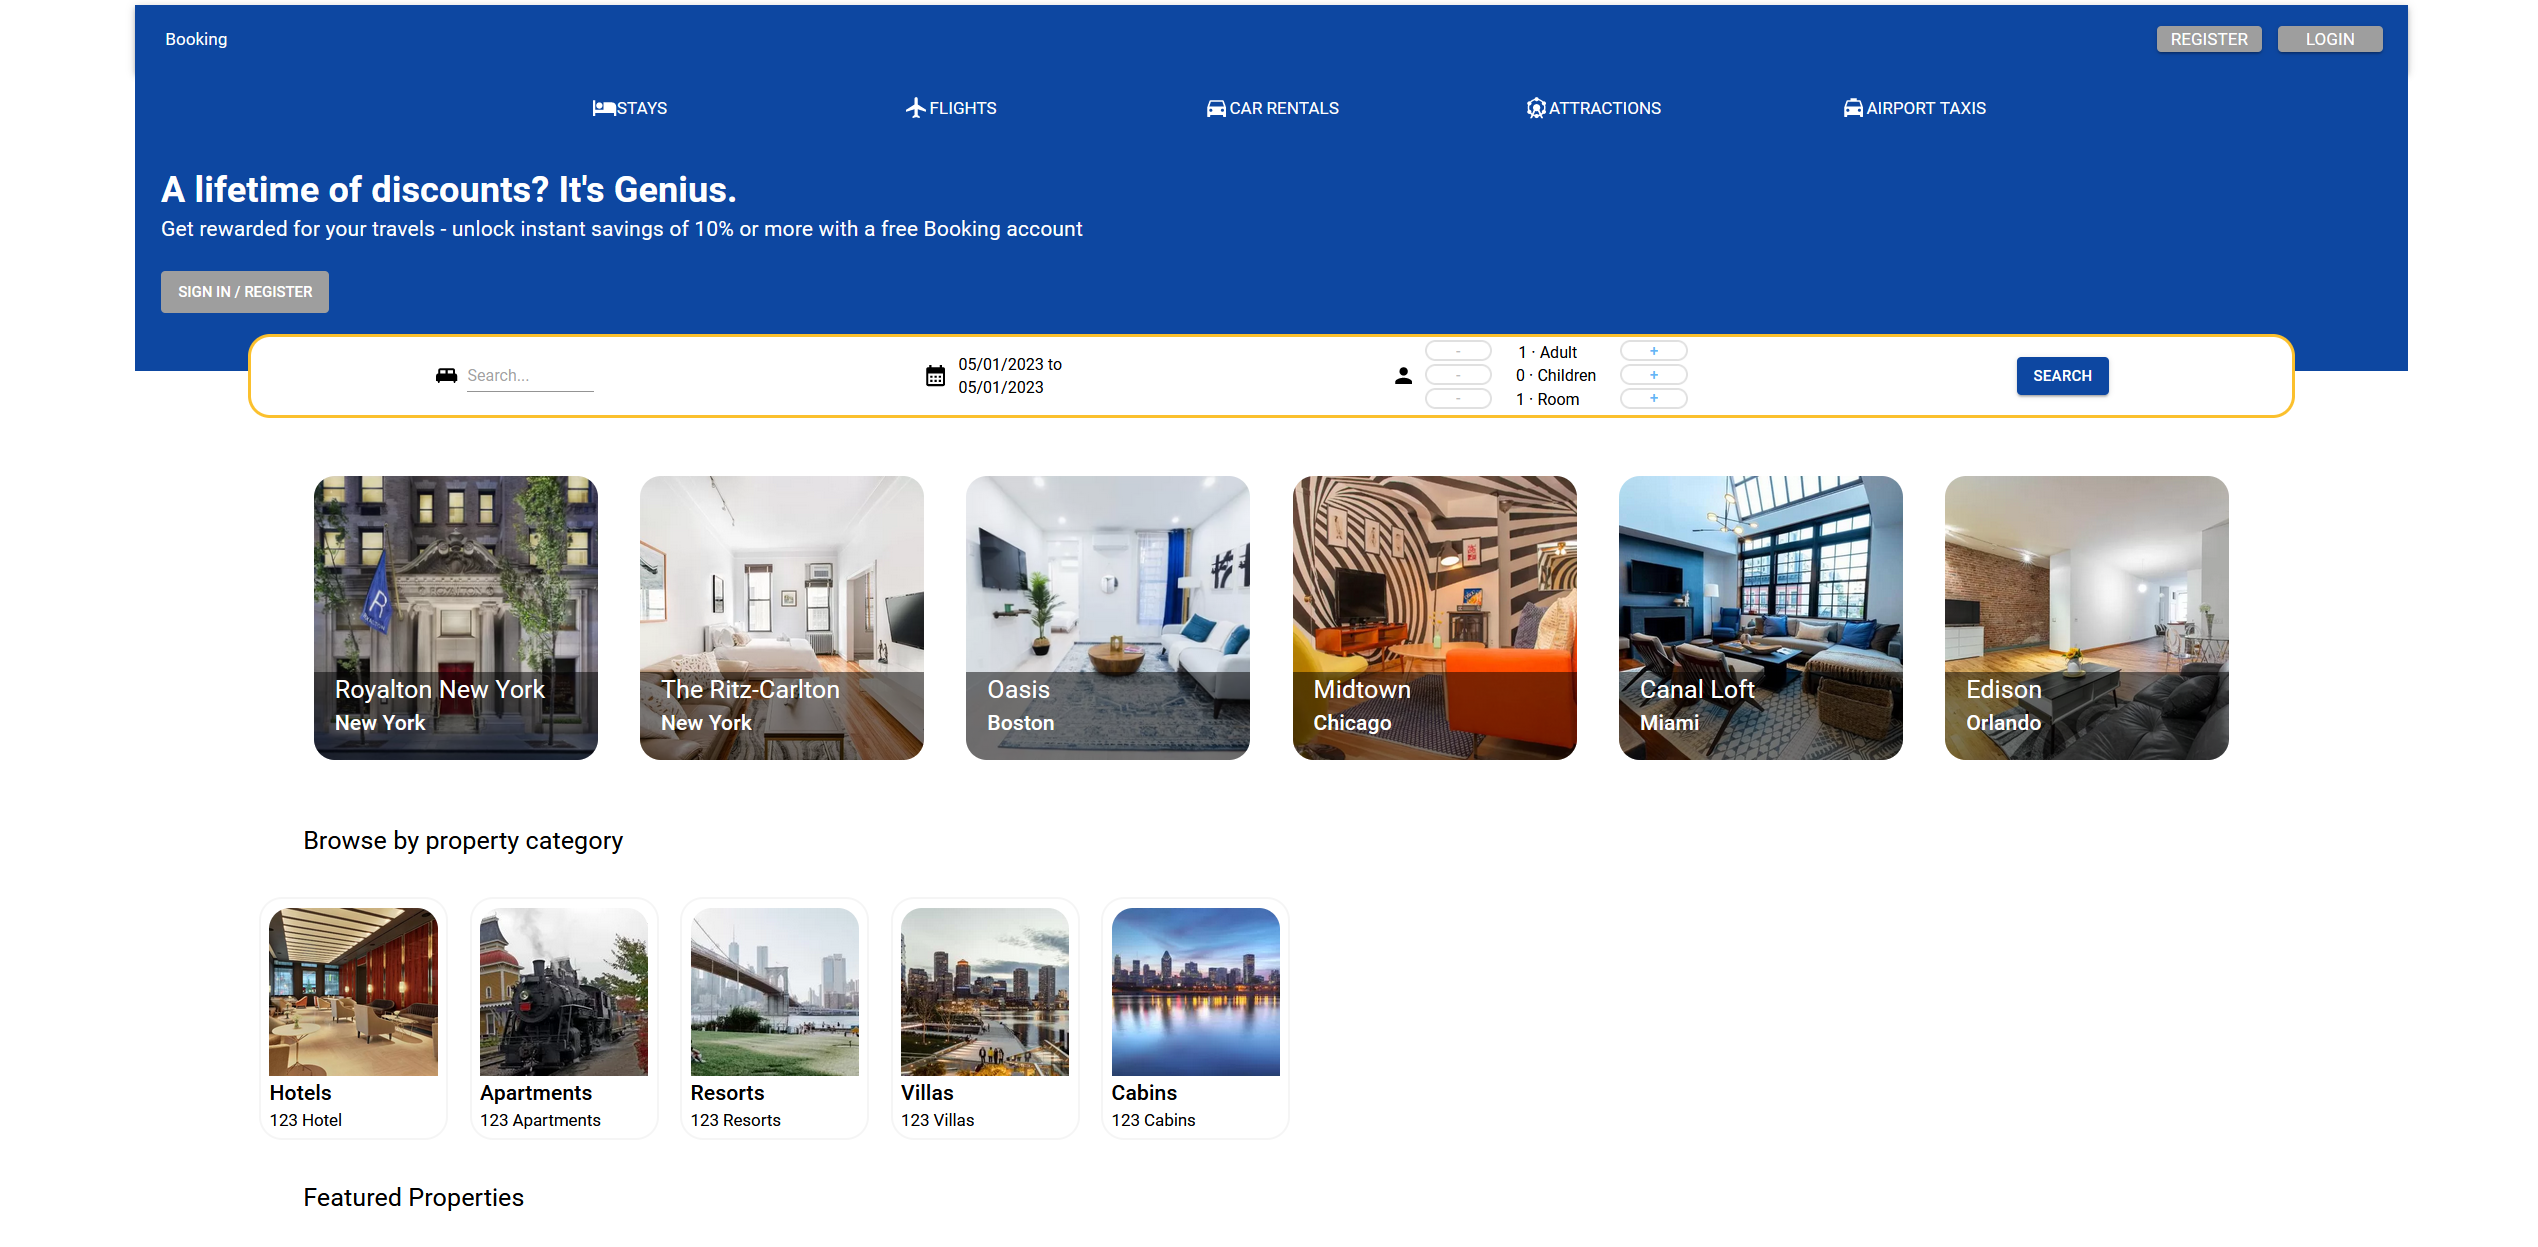 Booking
REGISTER
LOGIN
STAYS
FLIGHTS
CAR RENTALS
ATTRACTIONS
AIRPORT TAXIS
A lifetime of discounts? It's Genius.
Get rewarded for your travels - unlock instant savings of 10% or more with a free Booking account
SIGN IN / REGISTER
Search...
05/01/2023 to
05/01/2023
- 1 · Adult +
- 0 · Children +
- 1 · Room +
SEARCH
R
ROYALTON
Royalton New York
New York
The Ritz-Carlton
New York
Oasis
Boston
Midtown
Chicago
Canal Loft
Miami
Edison
Orlando
Browse by property category
Hotels
123 Hotel
Apartments
123 Apartments
Resorts
123 Resorts
Villas
123 Villas
Cabins
123 Cabins
Featured Properties